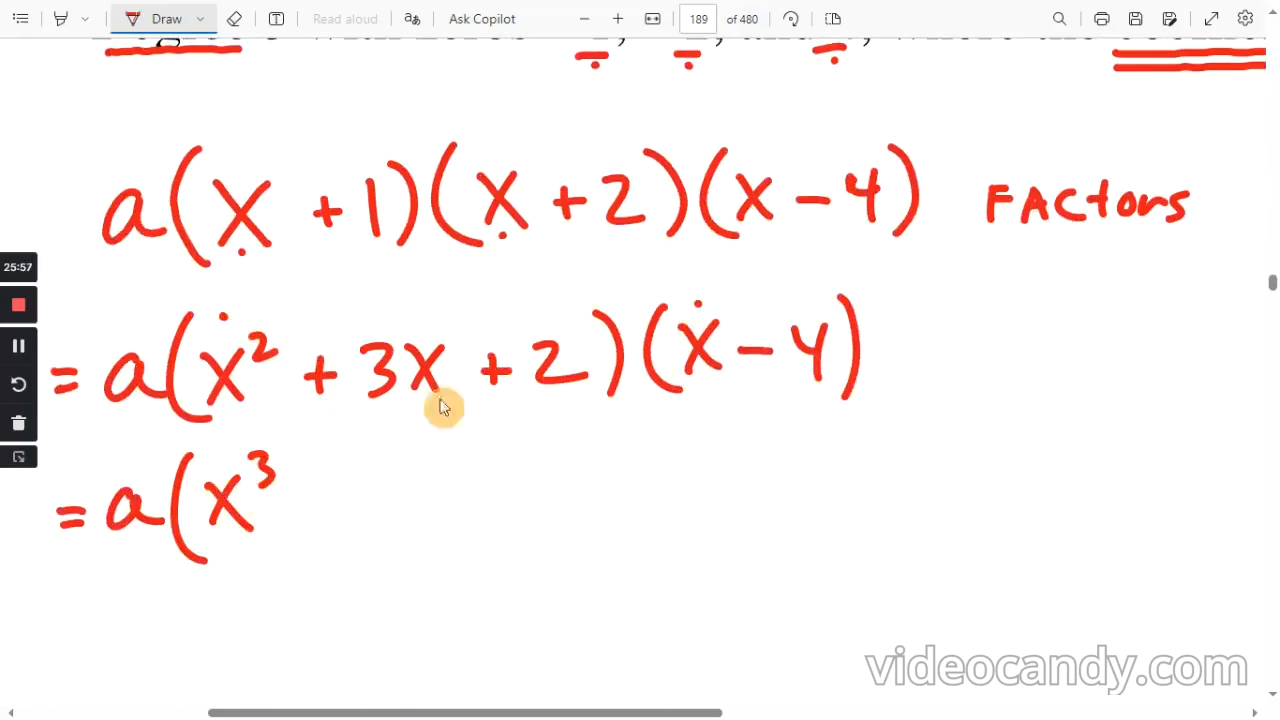 Draw Read aloud Ask Copilot 189 of 480
25:57
a(x + 1)(x + 2)(x - 4) FACtors
= a(x² + 3x + 2)(x - 4)
= a(x³
videocandy.com